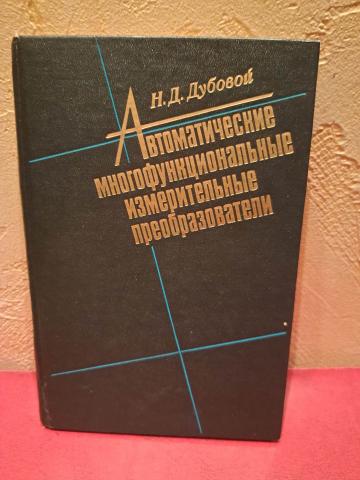 Н. Д. Дубовой
Автоматические
многофункциональные
измерительные
преобразователи